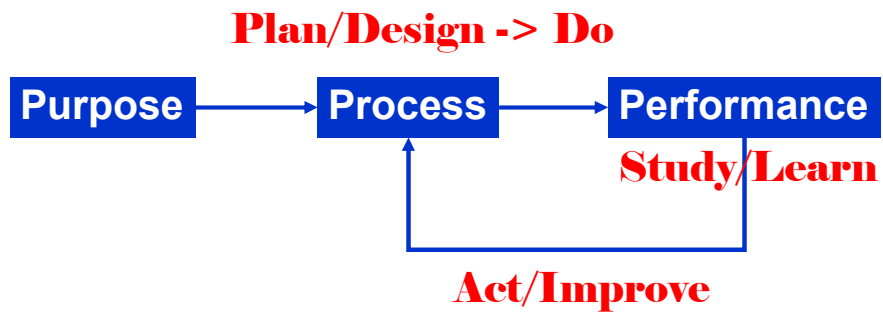 Plan/Design -> Do
Purpose Process Performance
Study/Learn
Act/Improve